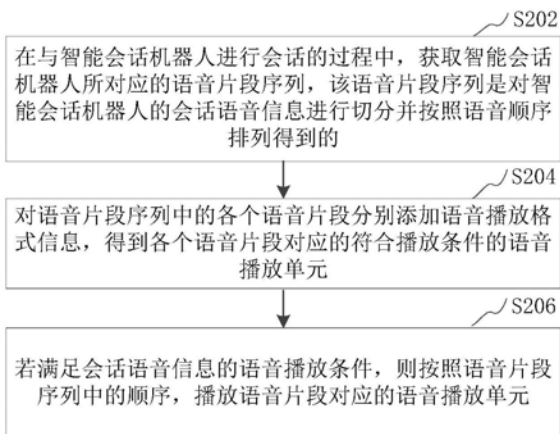 S202
在与智能会话机器人进行会话的过程中，获取智能会话
机器人所对应的语音片段序列，该语音片段序列是对智
能会话机器人的会话语音信息进行切分并按照语音顺序
排列得到的
S204
对语音片段序列中的各个语音片段分别添加语音播放格
式信息，得到各个语音片段对应的符合播放条件的语音
播放单元
S206
若满足会话语音信息的语音播放条件，则按照语音片段
序列中的顺序，播放语音片段对应的语音播放单元